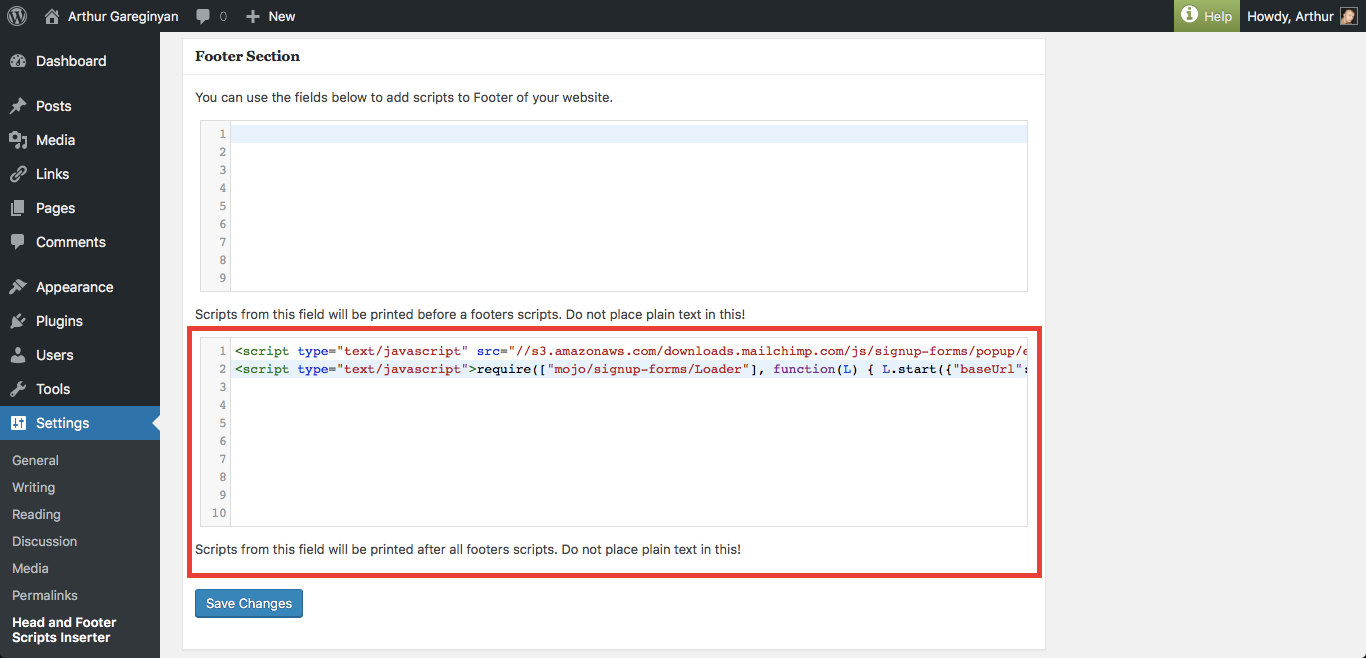 Arthur Gareginyan 0 New Help Howdy, Arthur
Dashboard
Posts
Media
Links
Pages
Comments
Appearance
Plugins
Users
Tools
Settings
General
Writing
Reading
Discussion
Media
Permalinks
Head and Footer
Scripts Inserter
Footer Section
You can use the fields below to add scripts to Footer of your website.
1
2
3
4
5
6
7
8
9
Scripts from this field will be printed before a footers scripts. Do not place plain text in this!
1 <script type="text/javascript" src="//s3.amazonaws.com/downloads.mailchimp.com/js/signup-forms/popup/e
2 <script type="text/javascript">require(["mojo/signup-forms/Loader"], function(L) { L.start({"baseUrl":
3
4
5
6
7
8
9
10
Scripts from this field will be printed after all footers scripts. Do not place plain text in this!
Save Changes